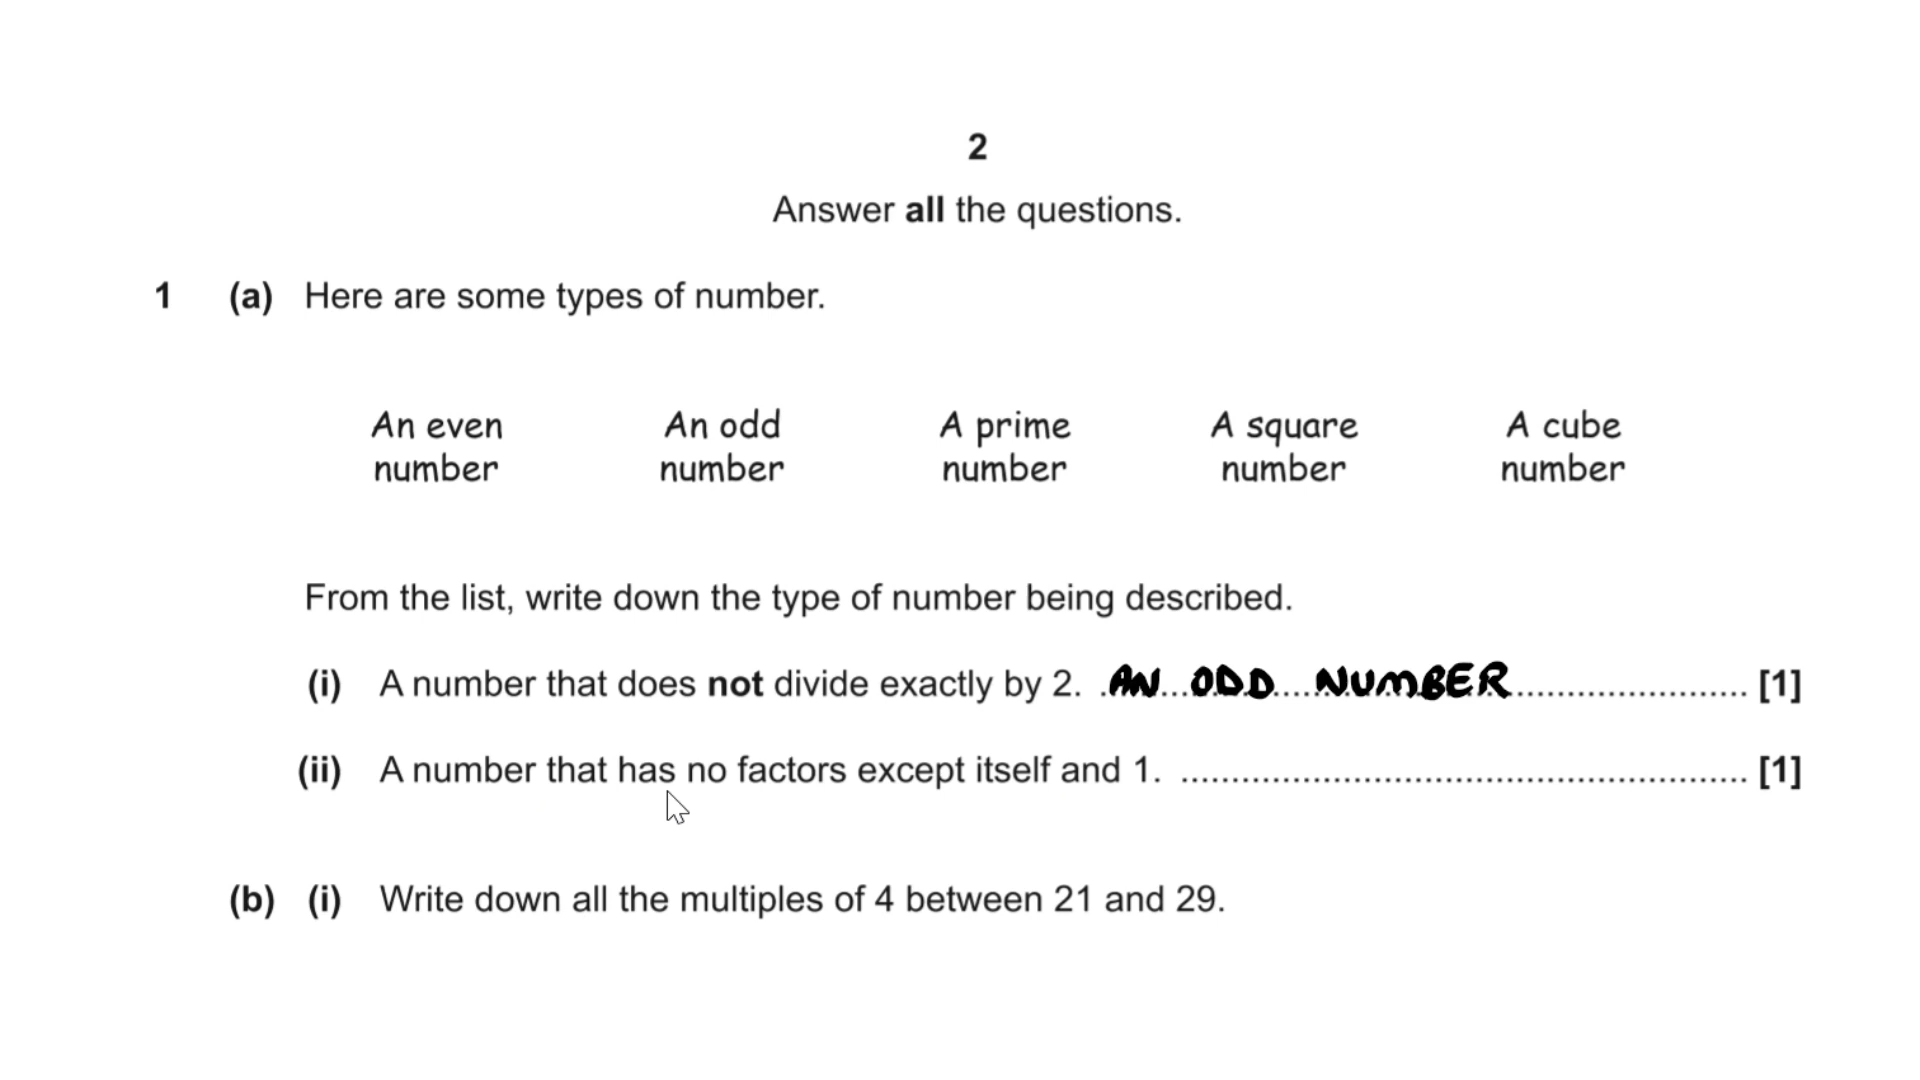 2
Answer all the questions.
1 (a) Here are some types of number.
An even An odd A prime A square A cube
number number number number number
From the list, write down the type of number being described.
(i) A number that does not divide exactly by 2. AN ODD NUMBER [1]
(ii) A number that has no factors except itself and 1. [1]
(b) (i) Write down all the multiples of 4 between 21 and 29.